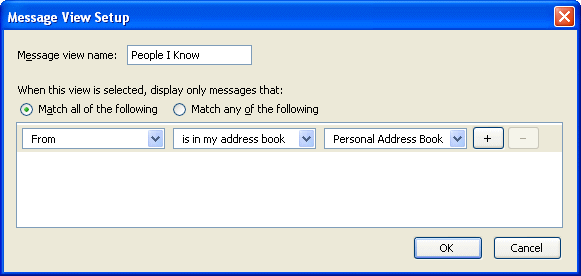 Message View Setup
Message view name: People I Know
When this view is selected, display only messages that:
Match all of the following Match any of the following
From is in my address book Personal Address Book + −
OK Cancel